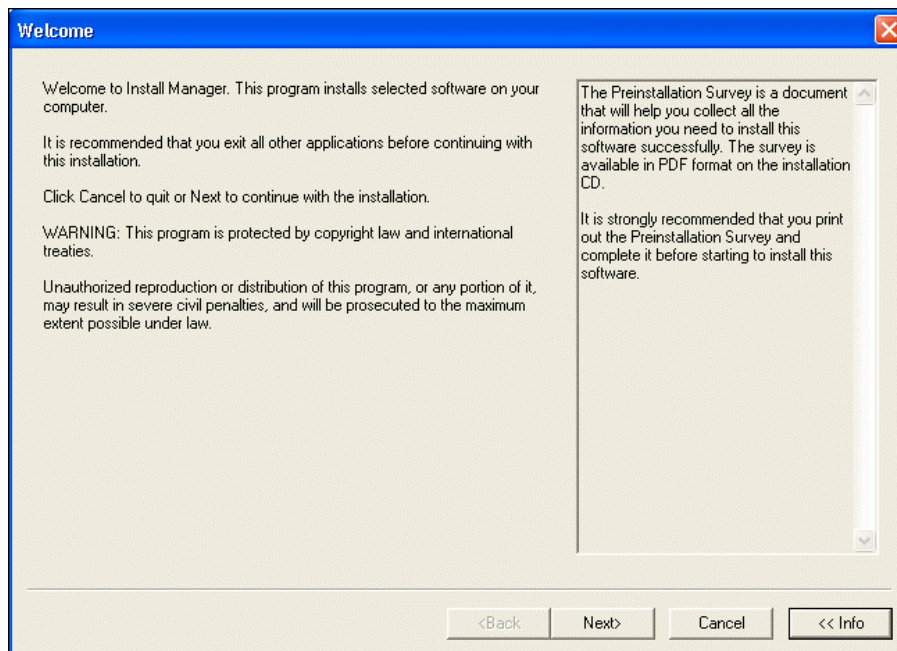 Welcome
Welcome to Install Manager. This program installs selected software on your
computer.
It is recommended that you exit all other applications before continuing with
this installation.
Click Cancel to quit or Next to continue with the installation.
WARNING: This program is protected by copyright law and international
treaties.
Unauthorized reproduction or distribution of this program, or any portion of it,
may result in severe civil penalties, and will be prosecuted to the maximum
extent possible under law.
The Preinstallation Survey is a document
that will help you collect all the
information you need to install this
software successfully. The survey is
available in PDF format on the installation
CD.
It is strongly recommended that you print
out the Preinstallation Survey and
complete it before starting to install this
software.
<Back
Next>
Cancel
<< Info